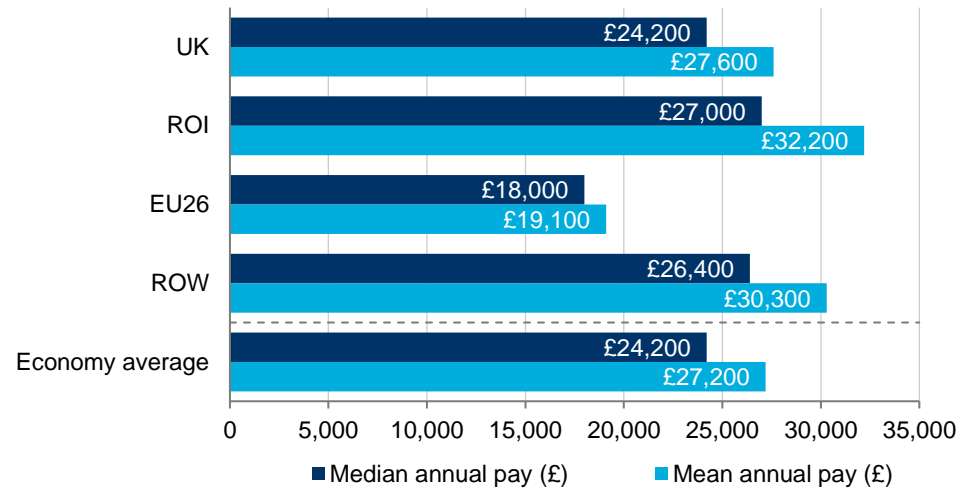 UK
£24,200
£27,600
ROI
£27,000
£32,200
EU26
£18,000
£19,100
ROW
£26,400
£30,300
Economy average
£24,200
£27,200
0 5,000 10,000 15,000 20,000 25,000 30,000 35,000
Median annual pay (£) Mean annual pay (£)